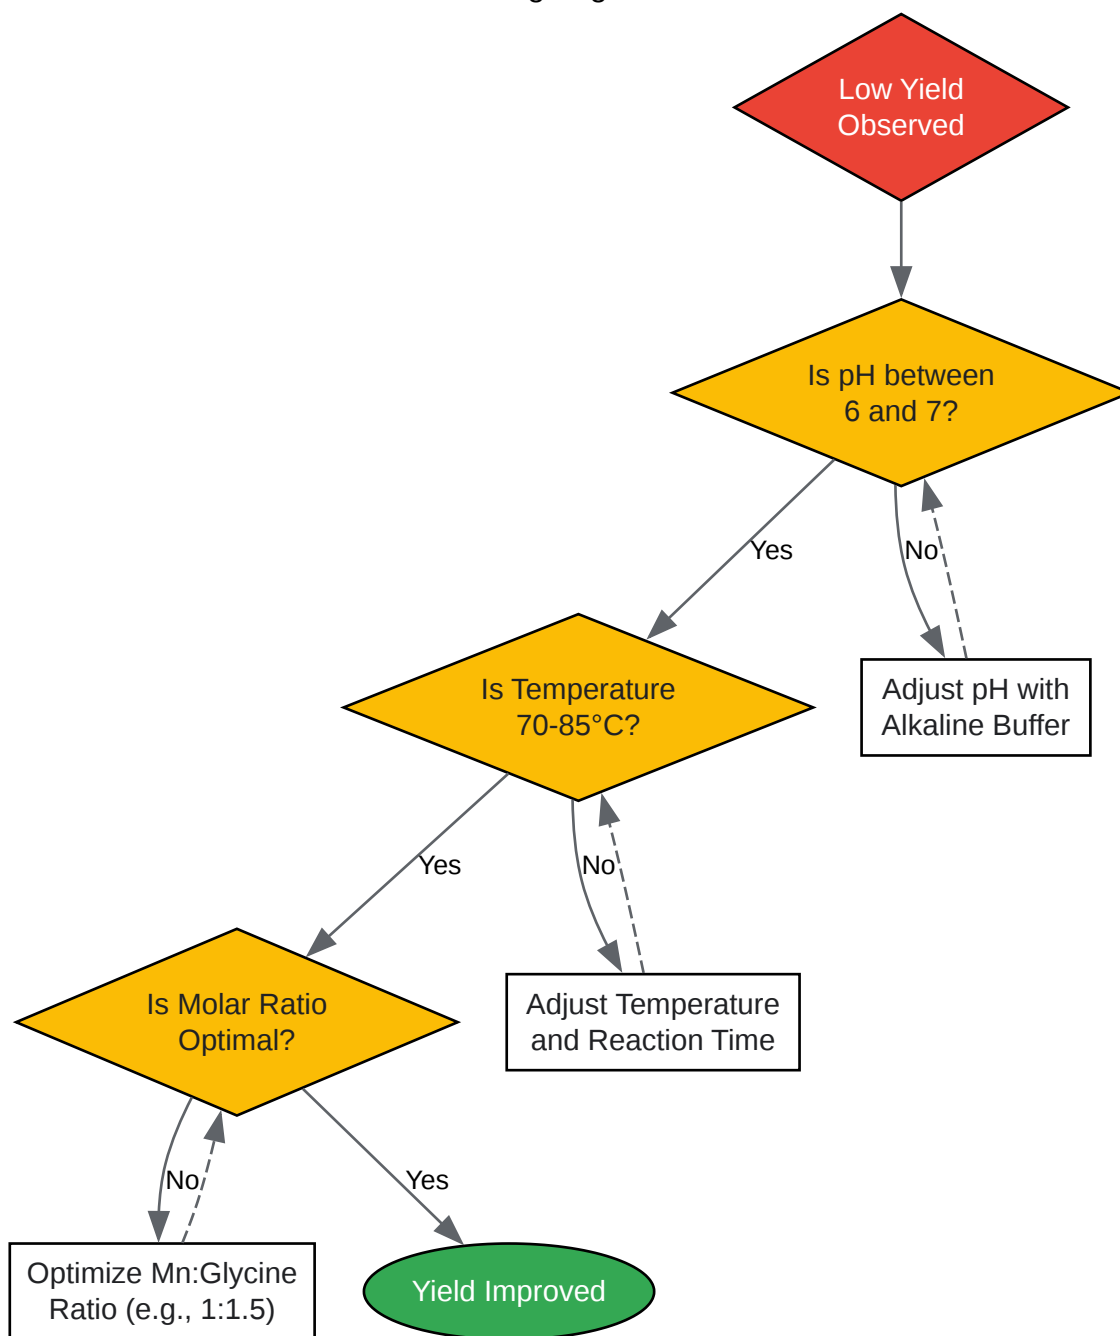 Low Yield
Observed
Is pH between
6 and 7?
Yes
No
Is Temperature
70-85°C?
Adjust pH with
Alkaline Buffer
Yes
No
Is Molar Ratio
Optimal?
Adjust Temperature
and Reaction Time
No
Yes
Optimize Mn:Glycine
Ratio (e.g., 1:1.5)
Yield Improved